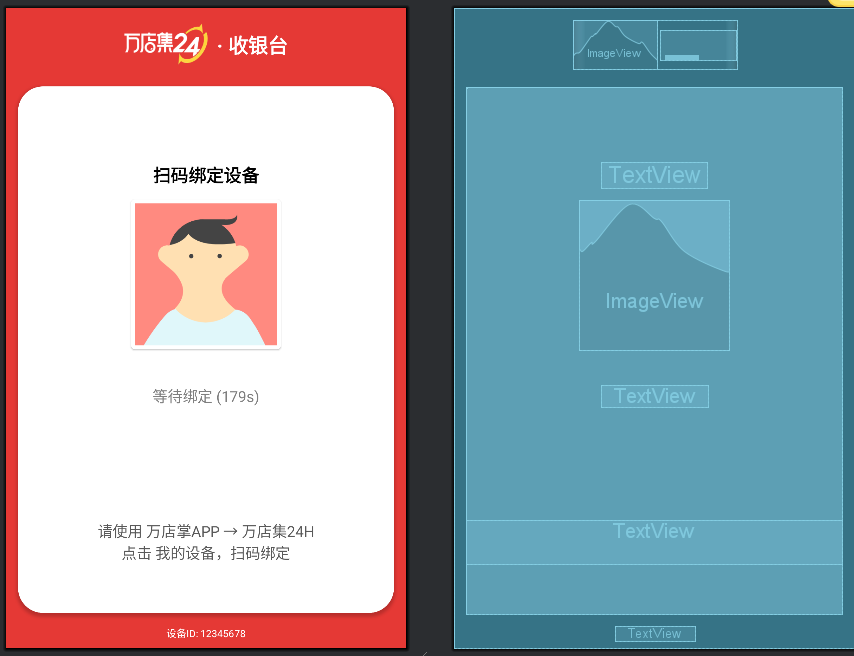 万店集24 · 收银台
ImageView
扫码绑定设备
TextView
ImageView
等待绑定 (179s)
TextView
请使用 万店掌APP → 万店集24H
点击 我的设备，扫码绑定
TextView
设备ID: 12345678
TextView